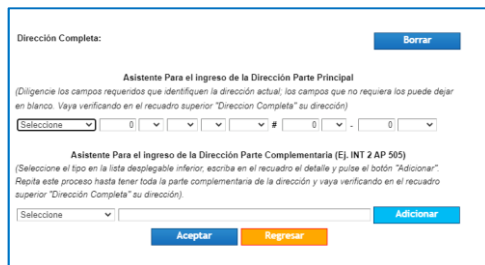 Dirección Completa: Borrar
Asistente Para el ingreso de la Dirección Parte Principal
(Diligencie los campos requeridos que identifiquen la dirección actual; los campos que no requiera los puede dejar
en blanco. Vaya verificando en el recuadro superior "Direccion Completa" su dirección)
Seleccione 0 # 0 - 0
Asistente Para el ingreso de la Dirección Parte Complementaria (Ej. INT 2 AP 505)
(Seleccione el tipo en la lista desplegable inferior, escriba en el recuadro el detalle y pulse el botón "Adicionar".
Repita este proceso hasta tener toda la parte complementaria de la dirección y vaya verificando en el recuadro
superior "Dirección Completa" su dirección).
Seleccione Adicionar
Aceptar Regresar